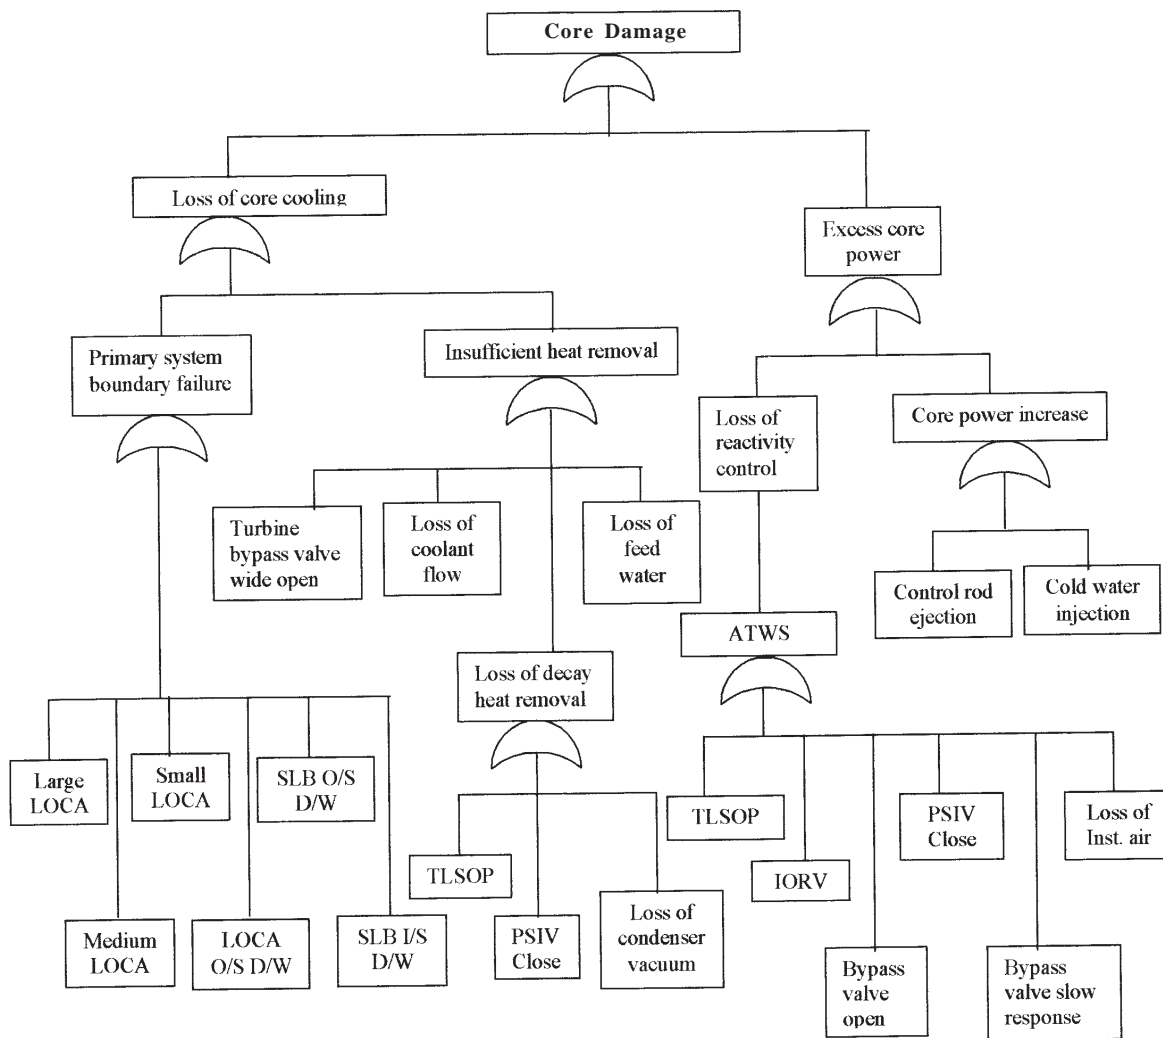 Core Damage
Loss of core cooling
Excess core
power
Primary system
boundary failure
Insufficient heat removal
Loss of
reactivity
control
Core power increase
Turbine
bypass valve
wide open
Loss of
coolant
flow
Loss of
feed
water
Control rod
ejection
Cold water
injection
ATWS
Loss of decay
heat removal
Large
LOCA
Small
LOCA
SLB O/S
D/W
TLSOP
PSIV
Close
Loss of
Inst. air
TLSOP
IORV
Medium
LOCA
LOCA
O/S D/W
SLB I/S
D/W
PSIV
Close
Loss of
condenser
vacuum
Bypass
valve
open
Bypass
valve slow
response